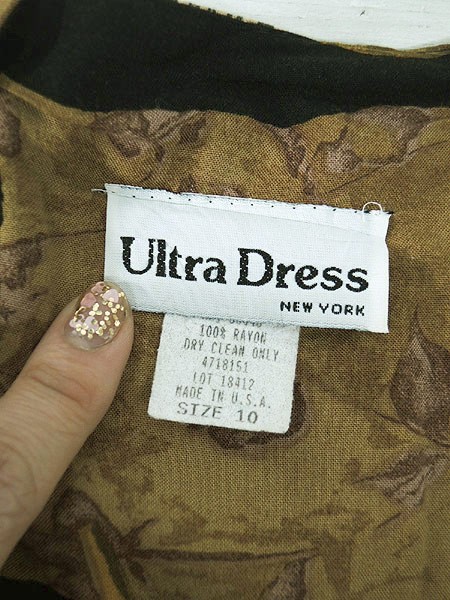 Ultra Dress
NEW YORK
100% RAYON
DRY CLEAN ONLY
4718151
LOT 18412
MADE IN U.S.A.
SIZE 10